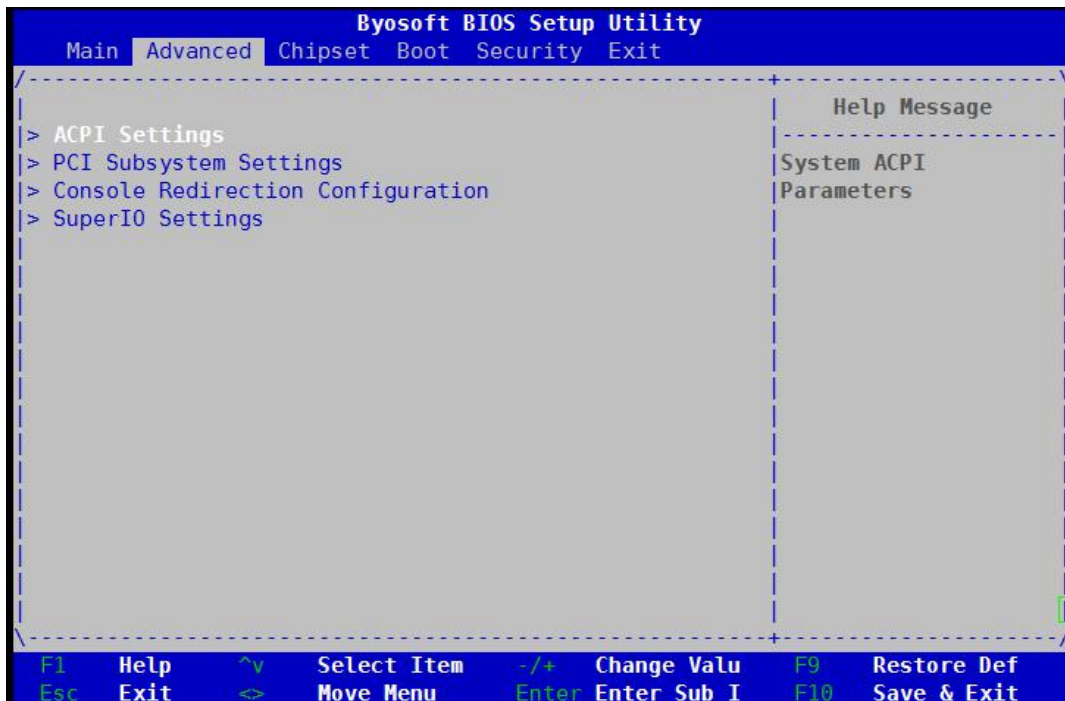 Byosoft BIOS Setup Utility
Main Advanced Chipset Boot Security Exit
Help Message
> ACPI Settings
> PCI Subsystem Settings
> Console Redirection Configuration
> SuperIO Settings
System ACPI
Parameters
F1 Help ^v Select Item -/+ Change Valu F9 Restore Def
Esc Exit <> Move Menu Enter Enter Sub I F10 Save & Exit